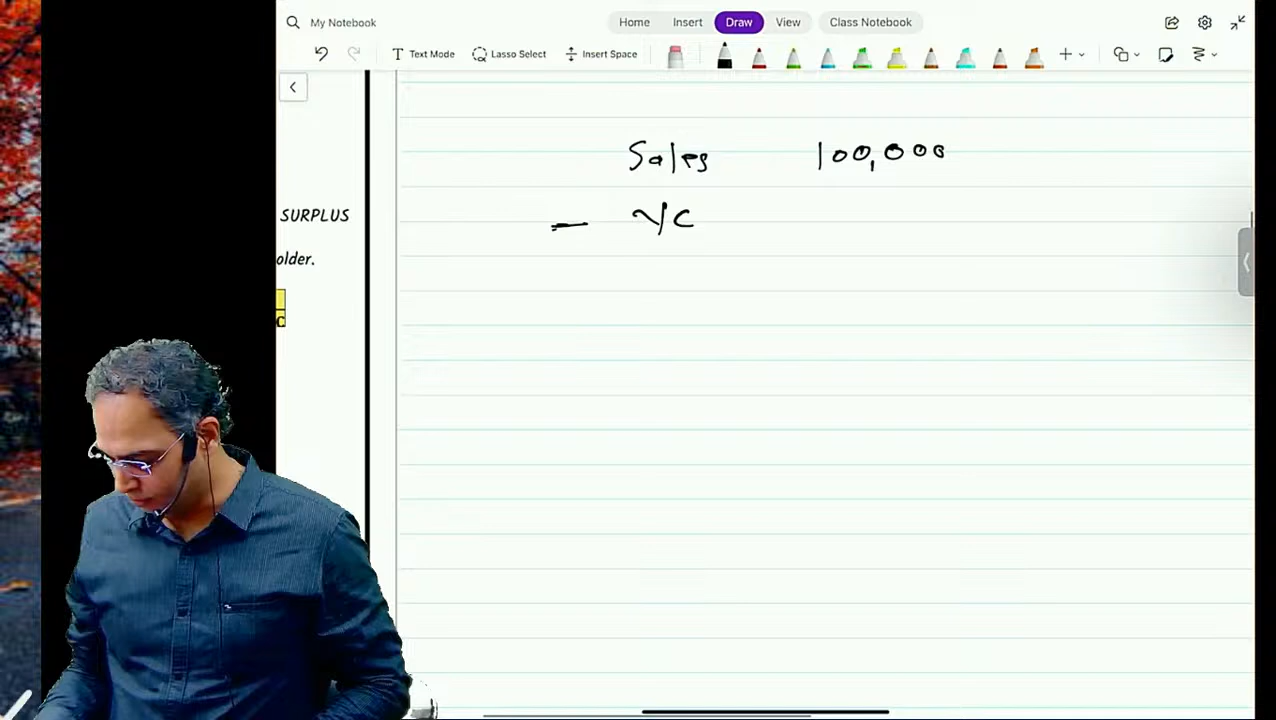 My Notebook
Home Insert Draw View Class Notebook
Text Mode Lasso Select Insert Space
Sales 100,000
SURPLUS
- VC
older.
C